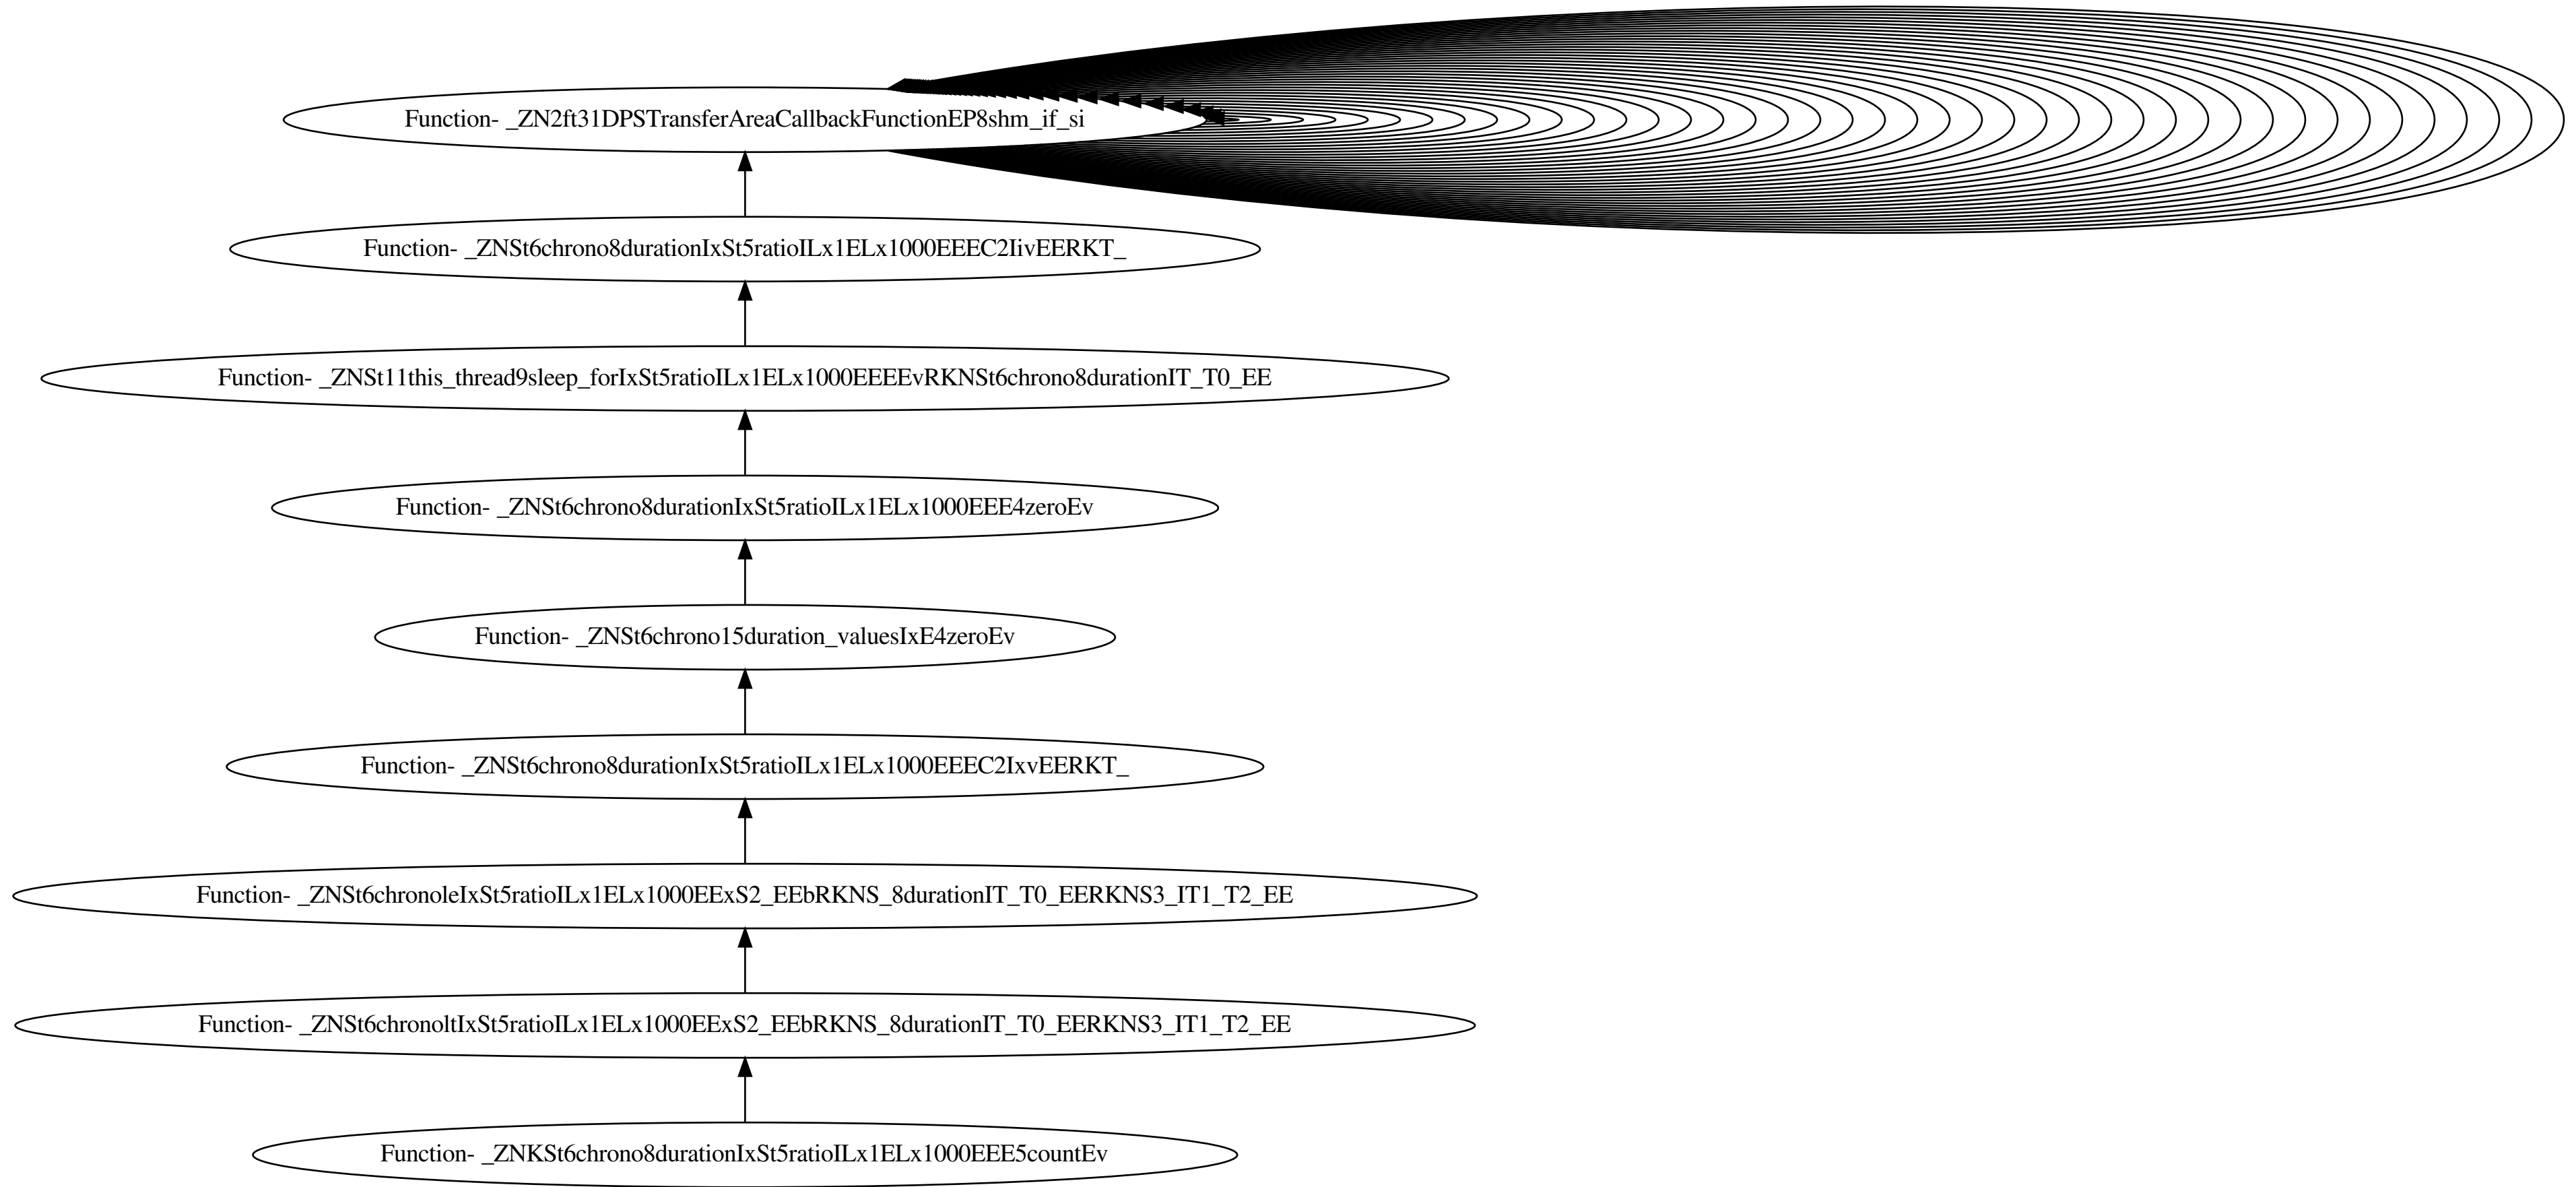 Function- _ZN2ft31DPSTransferAreaCallbackFunctionEP8shm_if_si
Function- _ZNSt6chrono8durationIxSt5ratioILx1ELx1000EEEC2IivEERKT_
Function- _ZNSt11this_thread9sleep_forIxSt5ratioILx1ELx1000EEEEvRKNSt6chrono8durationIT_T0_EE
Function- _ZNSt6chrono8durationIxSt5ratioILx1ELx1000EEE4zeroEv
Function- _ZNSt6chrono15duration_valuesIxE4zeroEv
Function- _ZNSt6chrono8durationIxSt5ratioILx1ELx1000EEEC2IxvEERKT_
Function- _ZNSt6chronoleIxSt5ratioILx1ELx1000EExS2_EEbRKNS_8durationIT_T0_EERKNS3_IT1_T2_EE
Function- _ZNSt6chronoltIxSt5ratioILx1ELx1000EExS2_EEbRKNS_8durationIT_T0_EERKNS3_IT1_T2_EE
Function- _ZNKSt6chrono8durationIxSt5ratioILx1ELx1000EEE5countEv